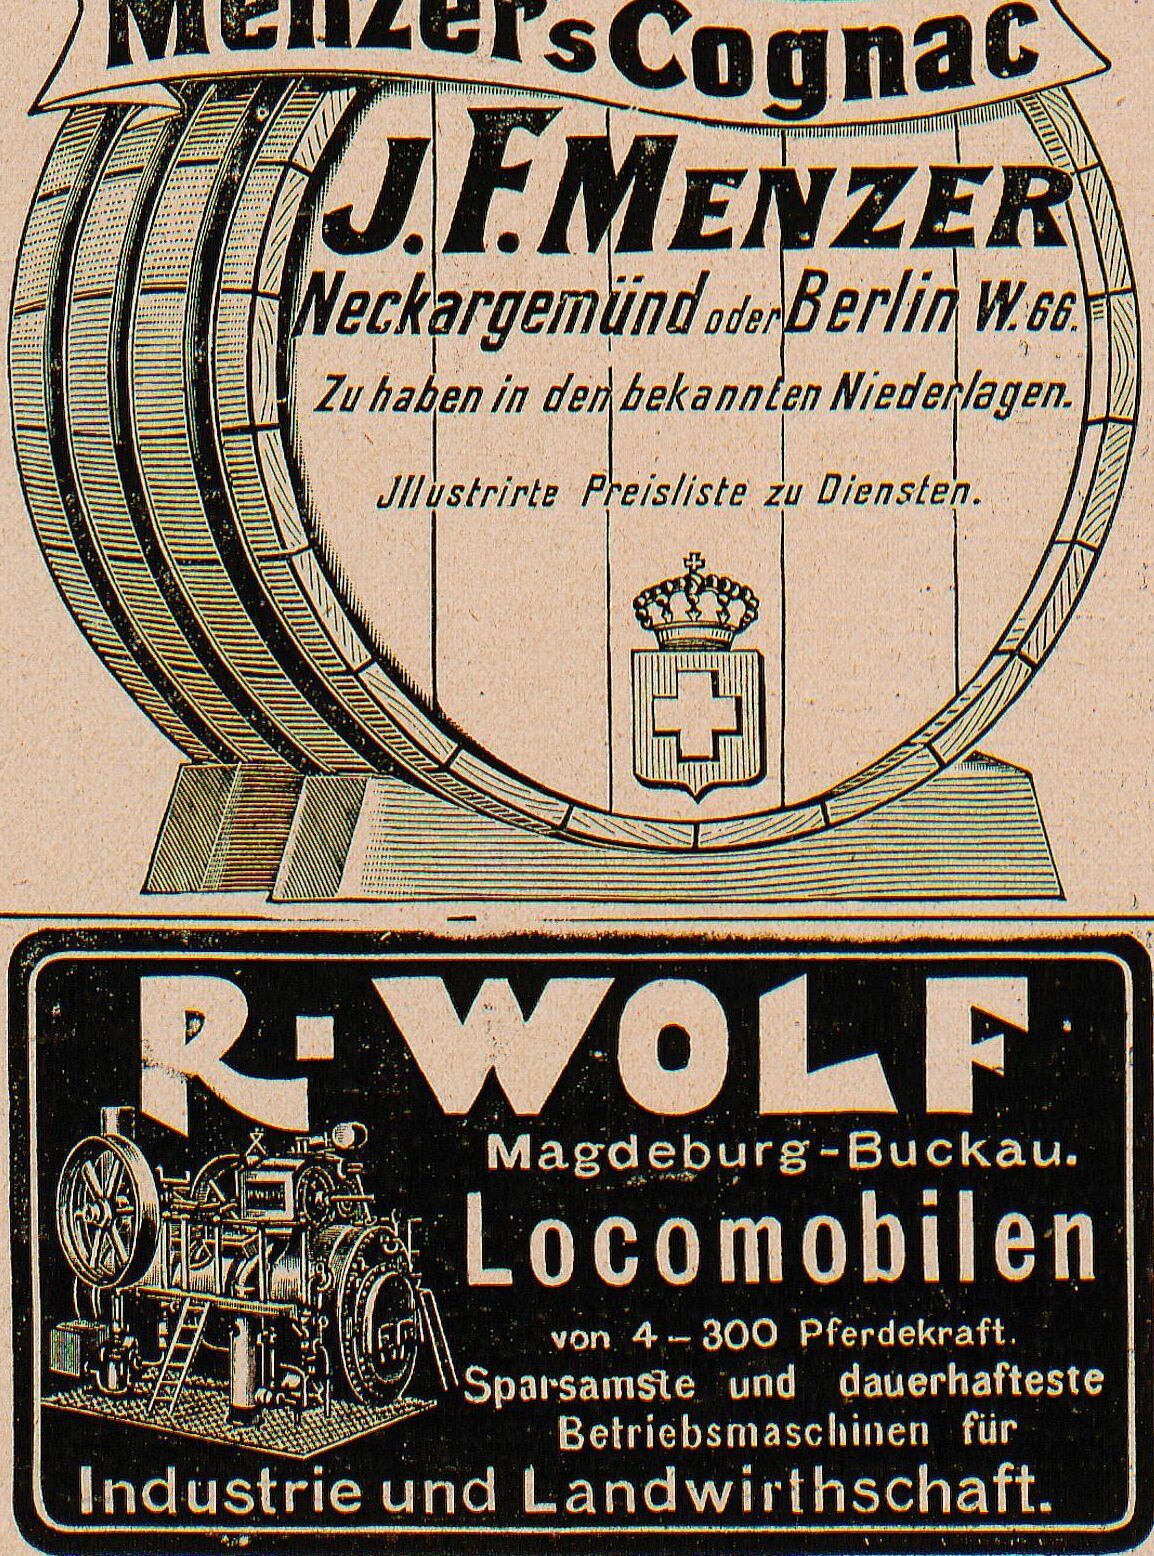 Menzer's Cognac
J. F. MENZER
Neckargemünd oder Berlin W. 66.
Zu haben in den bekannten Niederlagen.
Jllustrirte Preisliste zu Diensten.
R. WOLF
Magdeburg-Buckau.
Locomobilen
von 4–300 Pferdekraft.
Sparsamste und dauerhafteste
Betriebsmaschinen für
Industrie und Landwirthschaft.